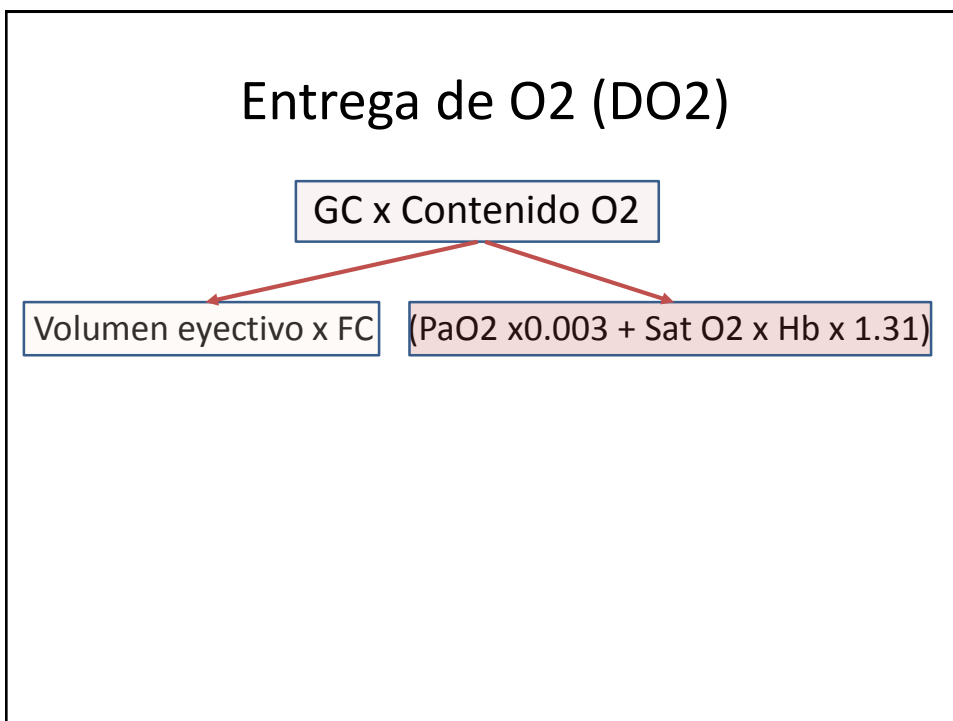 Entrega de O2 (DO2)
GC x Contenido O2
Volumen eyectivo x FC
(PaO2 x0.003 + Sat O2 x Hb x 1.31)